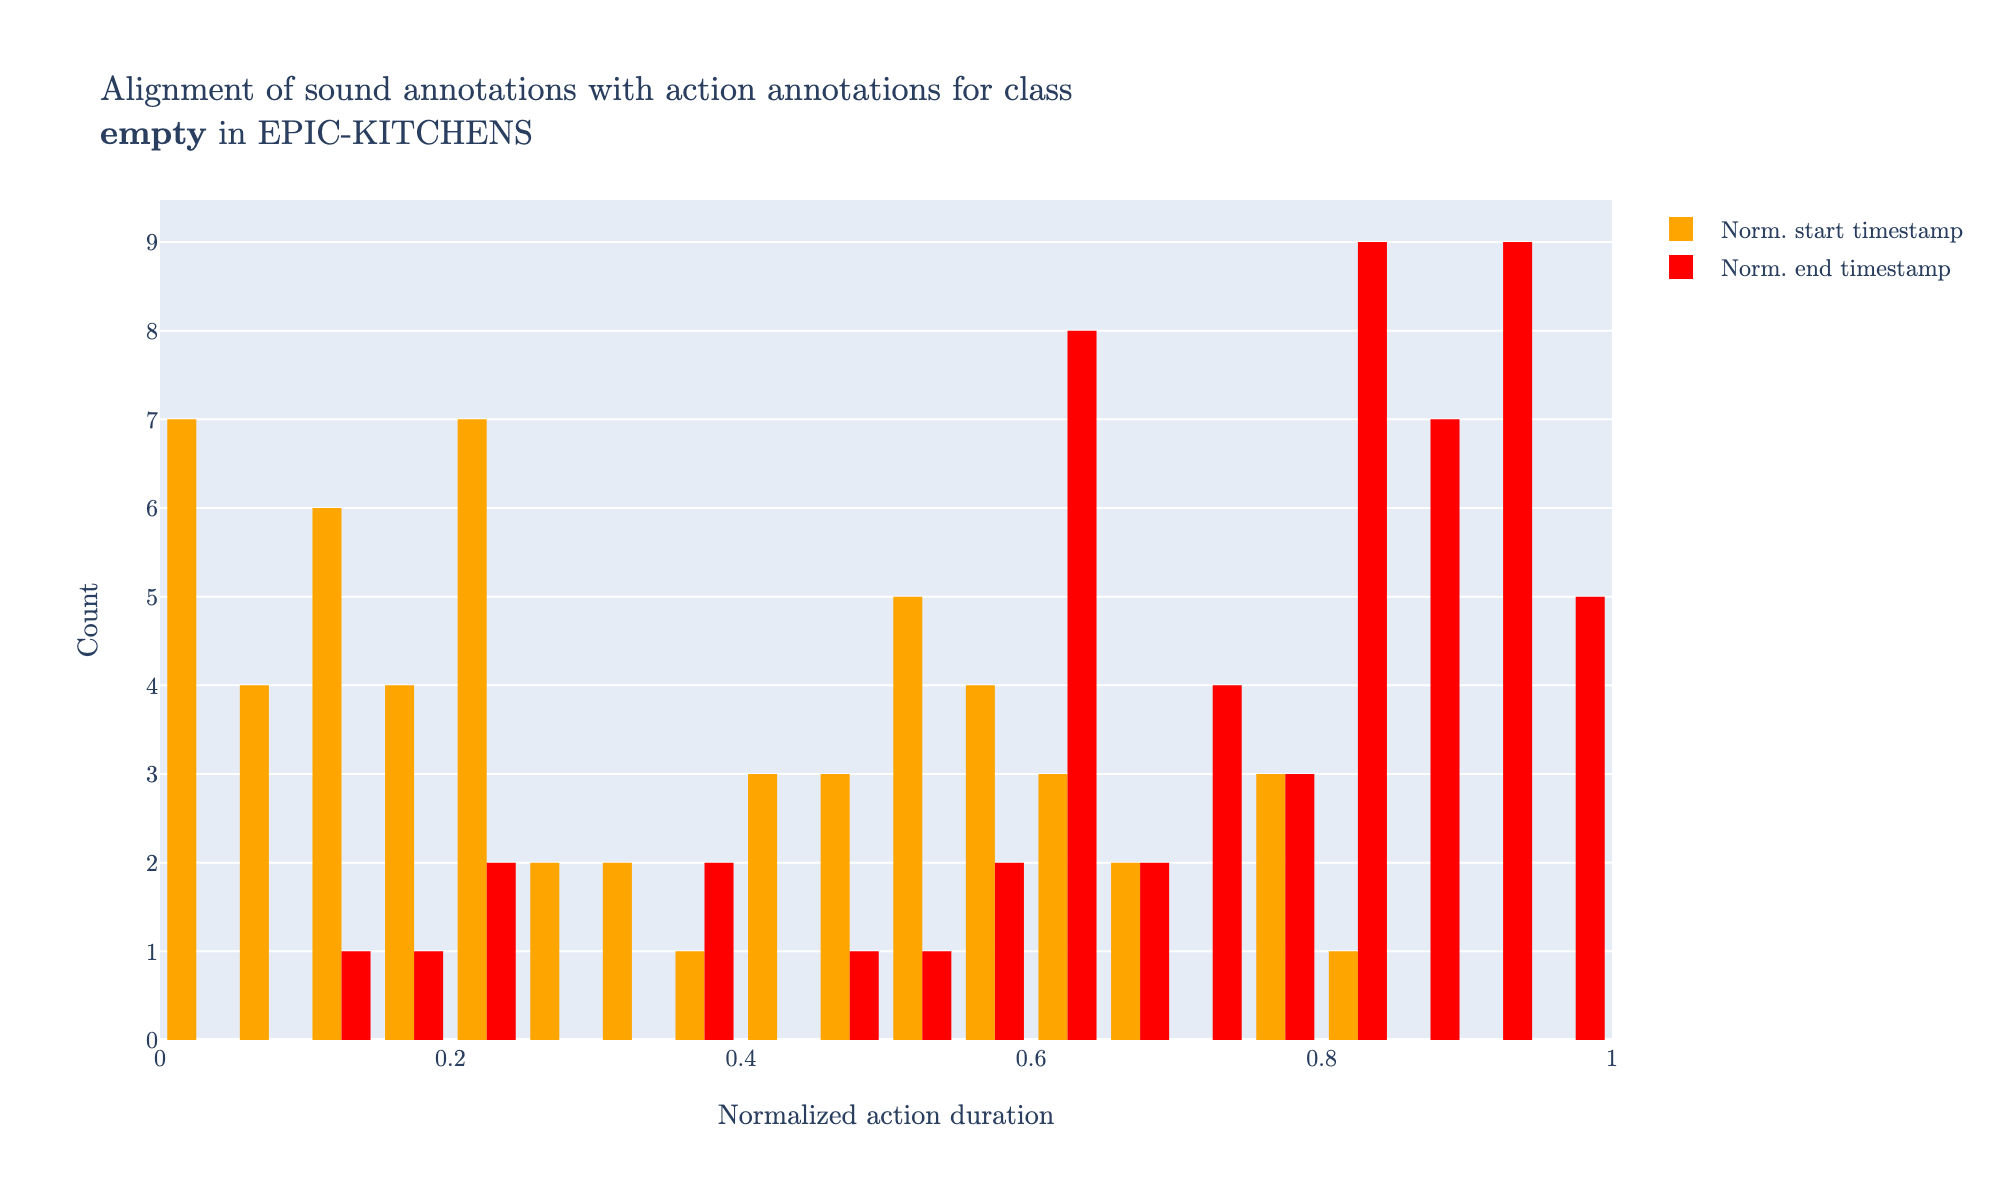 Alignment of sound annotations with action annotations for class
empty in EPIC-KITCHENS
Norm. start timestamp
Norm. end timestamp
Count
9
8
7
6
5
4
3
2
1
0
0 0.2 0.4 0.6 0.8 1
Normalized action duration